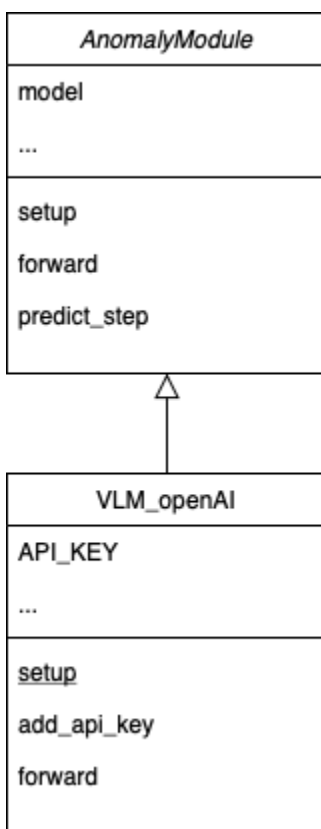 AnomalyModule
model
...
setup
forward
predict_step
VLM_openAI
API_KEY
...
setup
add_api_key
forward